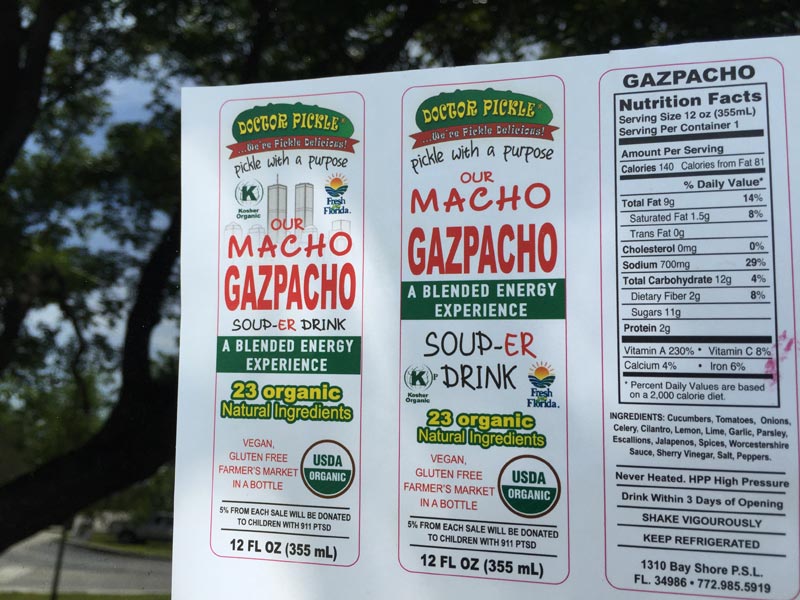 DOCTOR PICKLE®
...We're Pickle Delicious!
pickle with a purpose
K
Kosher
Organic
Fresh
from
Florida.
OUR
MACHO
GAZPACHO
SOUP-ER DRINK
A BLENDED ENERGY
EXPERIENCE
23 organic
Natural Ingredients
VEGAN,
GLUTEN FREE
FARMER'S MARKET
IN A BOTTLE
USDA
ORGANIC
5% FROM EACH SALE WILL BE DONATED
TO CHILDREN WITH 911 PTSD
12 FL OZ (355 mL)
DOCTOR PICKLE®
...We're Pickle Delicious!
pickle with a purpose
OUR
MACHO
GAZPACHO
A BLENDED ENERGY
EXPERIENCE
SOUP-ER
DRINK
K P
Kosher
Organic
Fresh
from
Florida.
23 organic
Natural Ingredients
VEGAN,
GLUTEN FREE
FARMER'S MARKET
IN A BOTTLE
USDA
ORGANIC
5% FROM EACH SALE WILL BE DONATED
TO CHILDREN WITH 911 PTSD
12 FL OZ (355 mL)
GAZPACHO
Nutrition Facts
Serving Size 12 oz (355mL)
Serving Per Container 1
Amount Per Serving
Calories 140 Calories from Fat 81
% Daily Value*
Total Fat 9g 14%
Saturated Fat 1.5g 8%
Trans Fat 0g
Cholesterol 0mg 0%
Sodium 700mg 29%
Total Carbohydrate 12g 4%
Dietary Fiber 2g 8%
Sugars 11g
Protein 2g
Vitamin A 230% • Vitamin C 8%
Calcium 4% • Iron 6%
* Percent Daily Values are based
on a 2,000 calorie diet.
INGREDIENTS: Cucumbers, Tomatoes, Onions,
Celery, Cilantro, Lemon, Lime, Garlic, Parsley,
Escallions, Jalapenos, Spices, Worcestershire
Sauce, Sherry Vinegar, Salt, Peppers.
Never Heated. HPP High Pressure
Drink Within 3 Days of Opening
SHAKE VIGOUROUSLY
KEEP REFRIGERATED
1310 Bay Shore P.S.L.
FL. 34986 • 772.985.5919